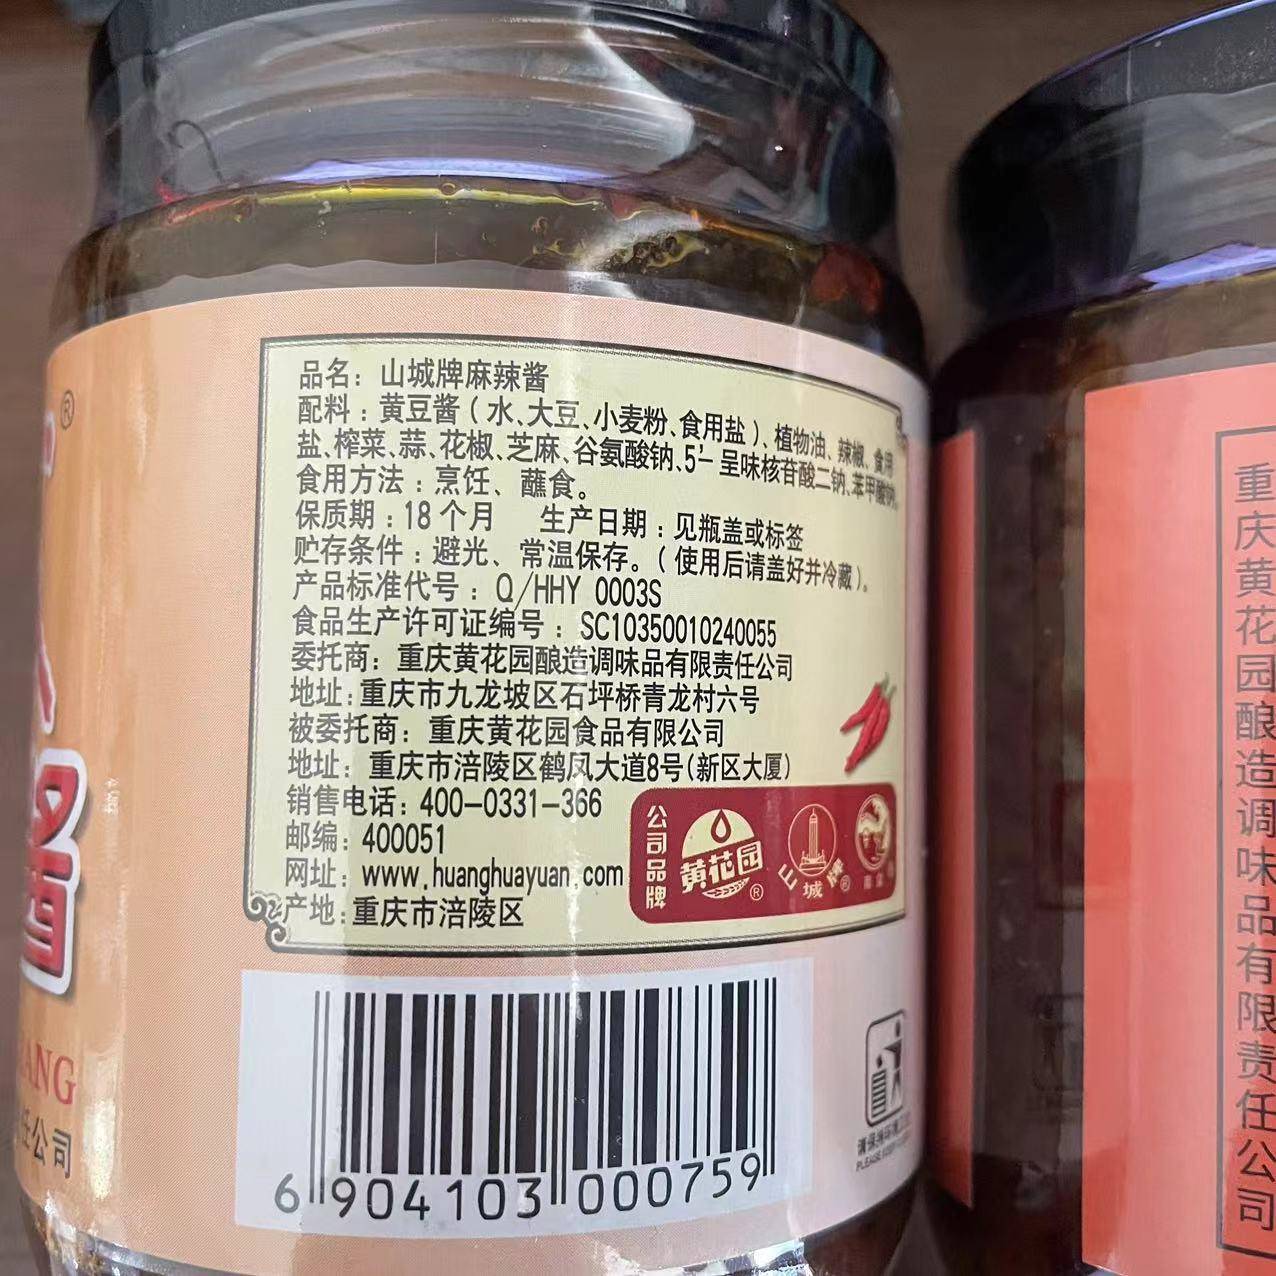 ®
品名：山城牌麻辣酱
配料：黄豆酱（水、大豆、小麦粉、食用盐）、植物油、辣椒、食用
盐、榨菜、蒜、花椒、芝麻、谷氨酸钠、5’－呈味核苷酸二钠、苯甲酸钠。
食用方法：烹饪、蘸食。
保质期：18个月 生产日期：见瓶盖或标签
贮存条件：避光、常温保存。（使用后请盖好并冷藏）。
产品标准代号：Q/HHY 0003S
食品生产许可证编号：SC10350010240055
委托商：重庆黄花园酿造调味品有限责任公司
地址：重庆市九龙坡区石坪桥青龙村六号
被委托商：重庆黄花园食品有限公司
地址：重庆市涪陵区鹤凤大道8号(新区大厦)
销售电话：400-0331-366
邮编：400051
网址：www.huanghuayuan.com
产地：重庆市涪陵区
公司品牌
黄花园®
山城牌®
酱
ANG
任公司
6 904103 000759
重庆黄花园酿造调味品有限责任公司